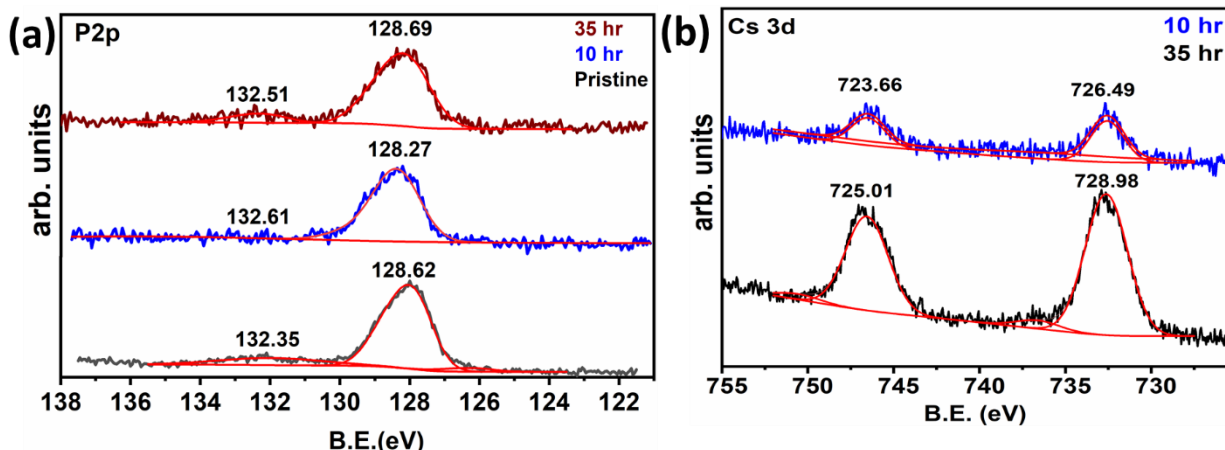 (a)
P2p
128.69
35 hr
10 hr
Pristine
132.51
128.27
132.61
128.62
132.35
arb. units
138 136 134 132 130 128 126 124 122
B.E.(eV)
(b)
Cs 3d
10 hr
35 hr
723.66
726.49
725.01
728.98
arb. units
755 750 745 740 735 730
B.E. (eV)